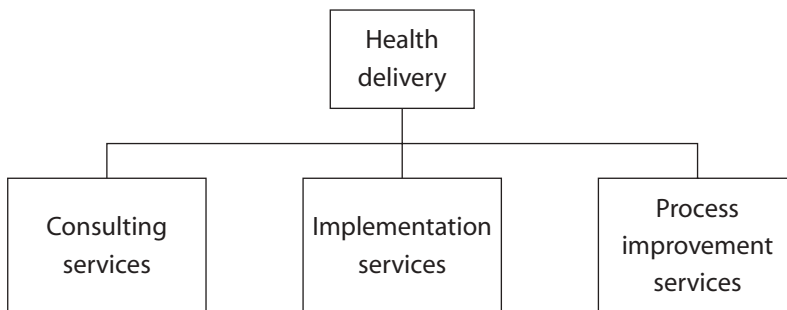 Health
delivery
Consulting
services
Implementation
services
Process
improvement
services